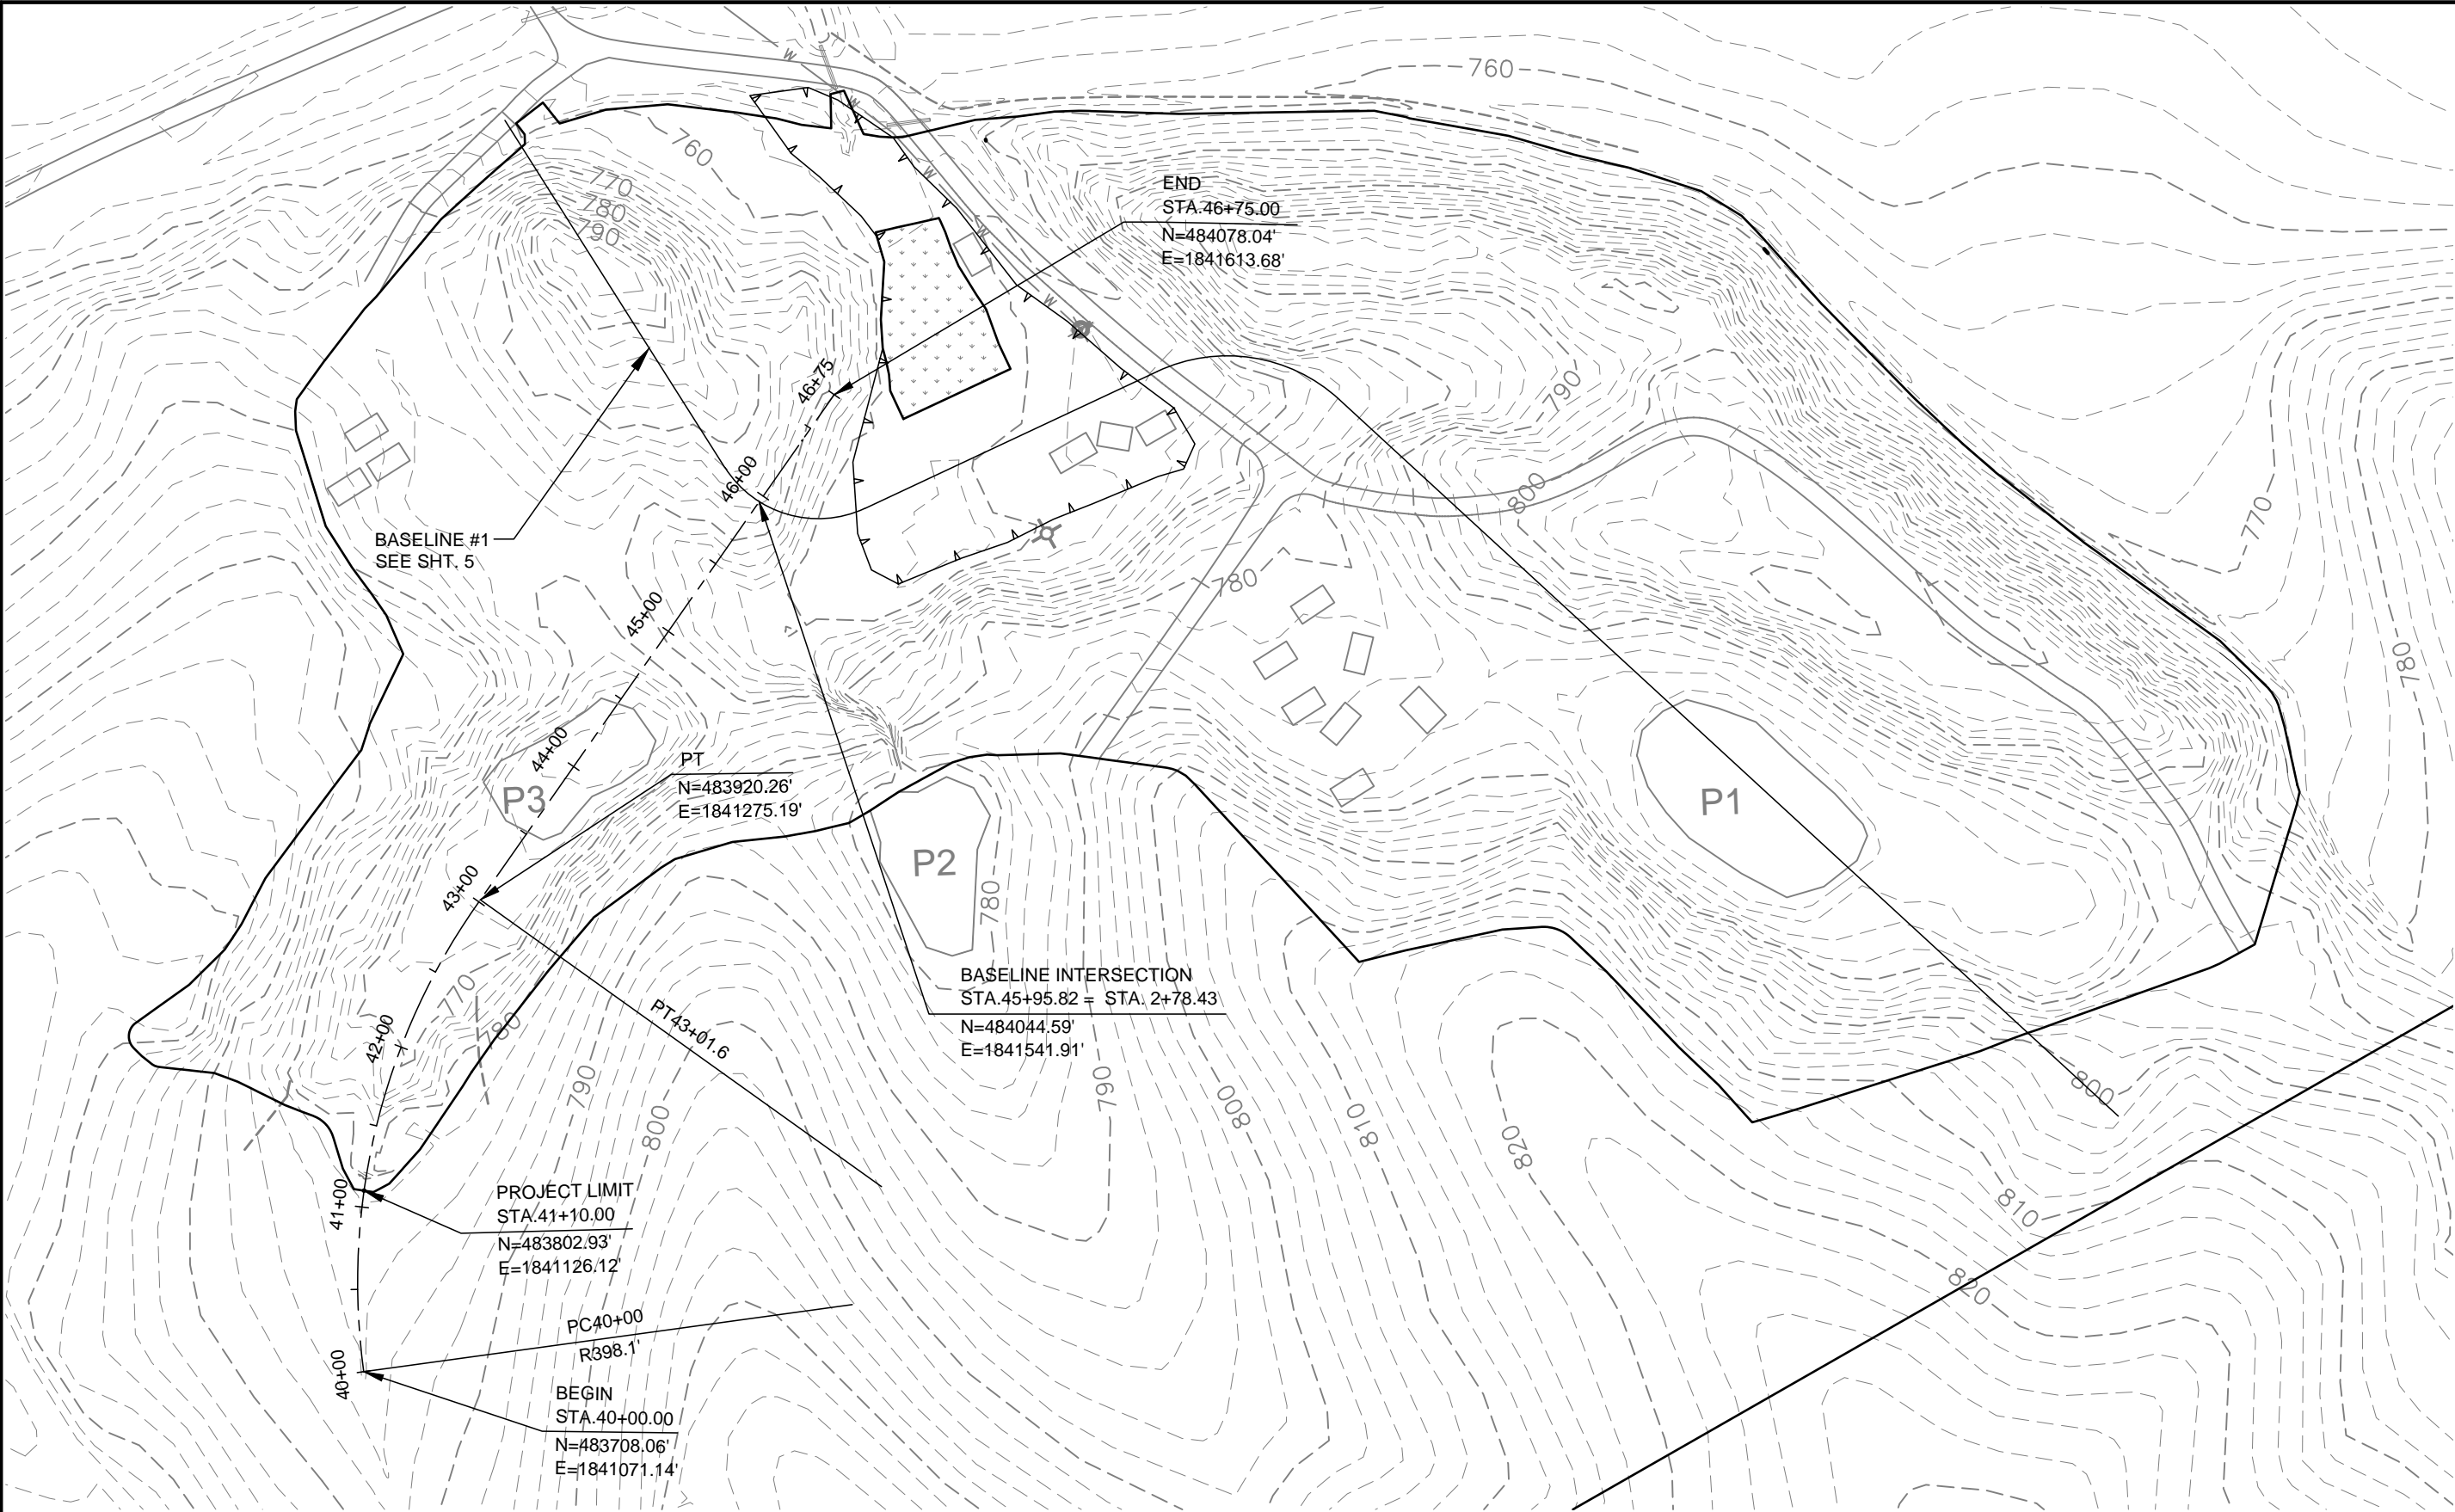 760
760
W
W
W
W
W
770
780
790
END
STA.46+75.00
N=484078.04'
E=1841613.68'
46+75
790
46+00
800
770
BASELINE #1
SEE SHT. 5
780
45+00
780
44+00
P3
PT
N=483920.26'
E=1841275.19'
P1
P2
43+00
780
770
780
PT43+01.6
BASELINE INTERSECTION
STA.45+95.82 = STA. 2+78.43
N=484044.59'
E=1841541.91'
42+00
790
800
790
800
810
820
800
41+00
PROJECT LIMIT
STA.41+10.00
N=483802.93'
E=1841126.12'
810
820
PC40+00
R398.1'
40+00
BEGIN
STA.40+00.00
N=483708.06'
E=1841071.14'